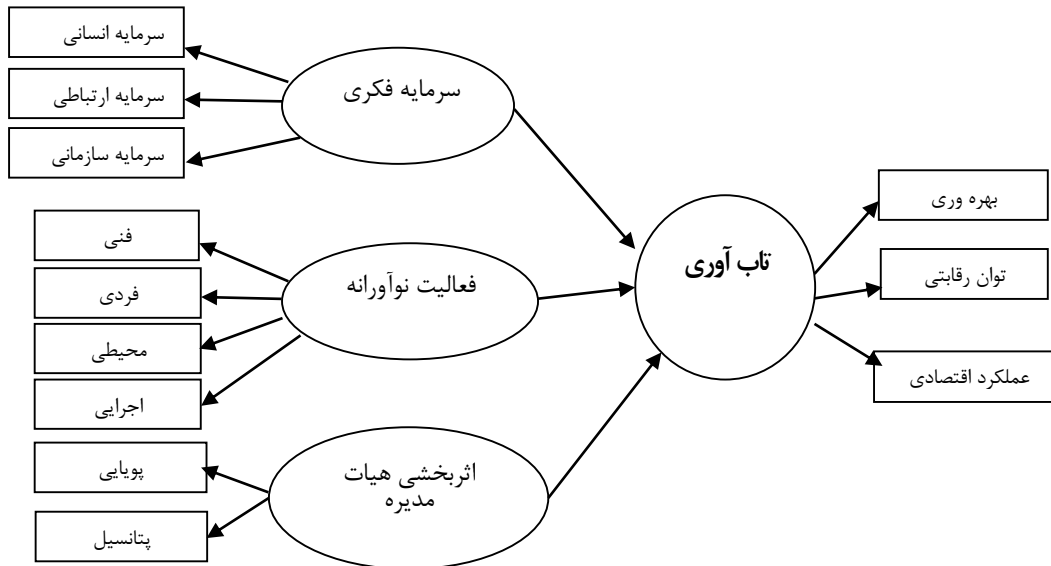 سرمایه انسانی
سرمایه ارتباطی
سرمایه سازمانی
سرمایه فکری
فنی
فردی
محیطی
اجرایی
فعالیت نوآورانه
پویایی
پتانسیل
اثربخشی هیات
مدیره
تاب آوری
بهره وری
توان رقابتی
عملکرد اقتصادی